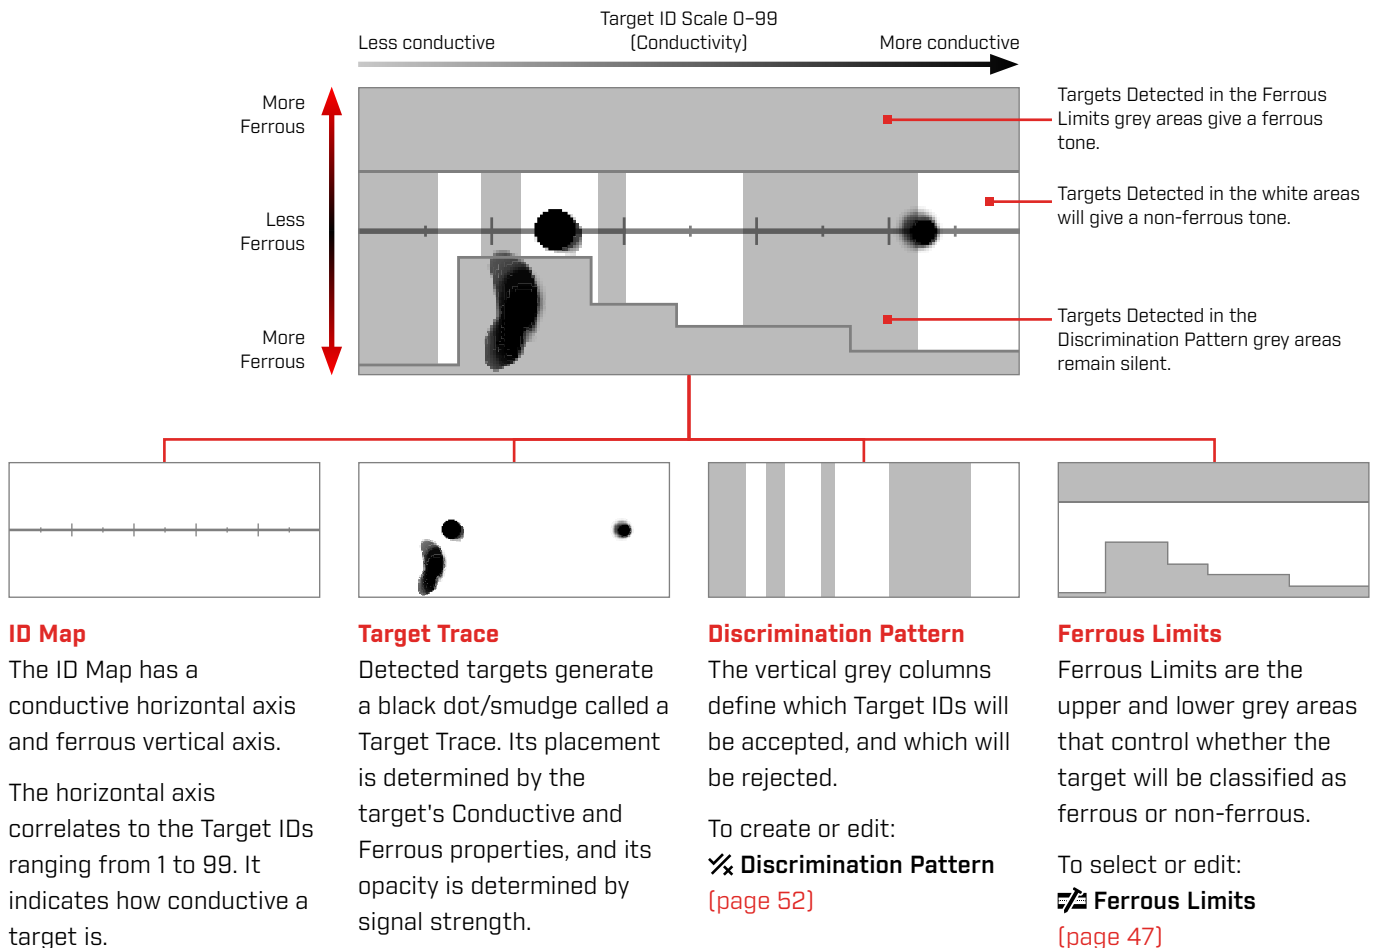 Target ID Scale 0–99
(Conductivity)
Less conductive
More conductive
More
Ferrous
Less
Ferrous
More
Ferrous
Targets Detected in the Ferrous
Limits grey areas give a ferrous
tone.
Targets Detected in the white areas
will give a non-ferrous tone.
Targets Detected in the
Discrimination Pattern grey areas
remain silent.
ID Map
The ID Map has a
conductive horizontal axis
and ferrous vertical axis.
The horizontal axis
correlates to the Target IDs
ranging from 1 to 99. It
indicates how conductive a
target is.
Target Trace
Detected targets generate
a black dot/smudge called a
Target Trace. Its placement
is determined by the
target's Conductive and
Ferrous properties, and its
opacity is determined by
signal strength.
Discrimination Pattern
The vertical grey columns
define which Target IDs will
be accepted, and which will
be rejected.
To create or edit:
Discrimination Pattern
(page 52)
Ferrous Limits
Ferrous Limits are the
upper and lower grey areas
that control whether the
target will be classified as
ferrous or non-ferrous.
To select or edit:
Ferrous Limits
(page 47)